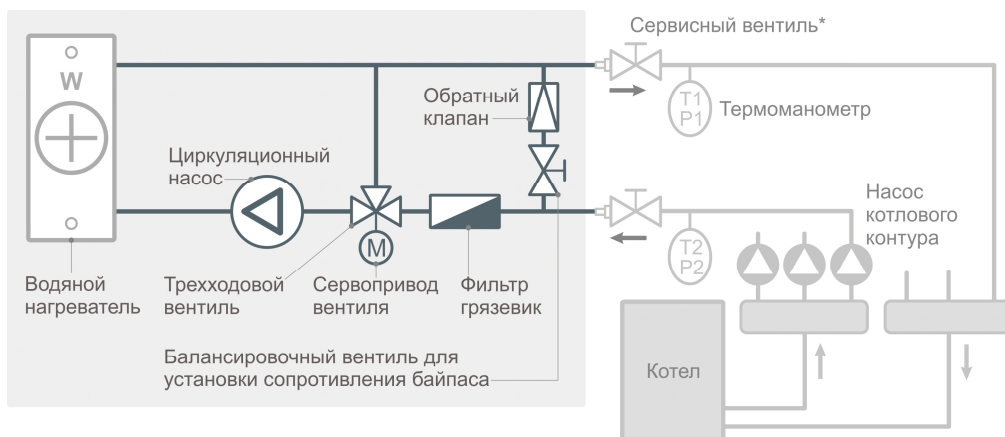 Сервисный вентиль*
W
Обратный
клапан
T1
P1
Термоманометр
Циркуляционный
насос
Насос
котлового
контура
M
T2
P2
Водяной
нагреватель
Трехходовой
вентиль
Сервопривод
вентиля
Фильтр
грязевик
Балансировочный вентиль для
установки сопротивления байпаса
Котел